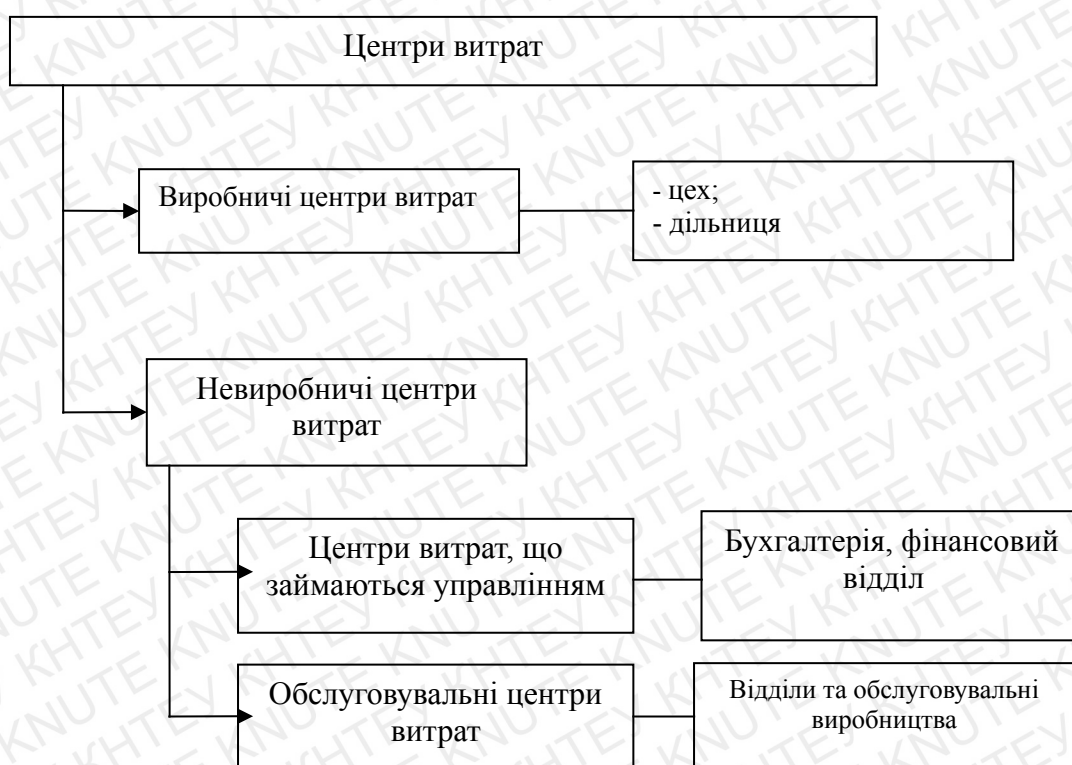 Центри витрат
Виробничі центри витрат
- цех;
- дільниця
Невиробничі центри
витрат
Центри витрат, що
займаються управлінням
Бухгалтерія, фінансовий
відділ
Обслуговувальні центри
витрат
Відділи та обслуговувальні
виробництва